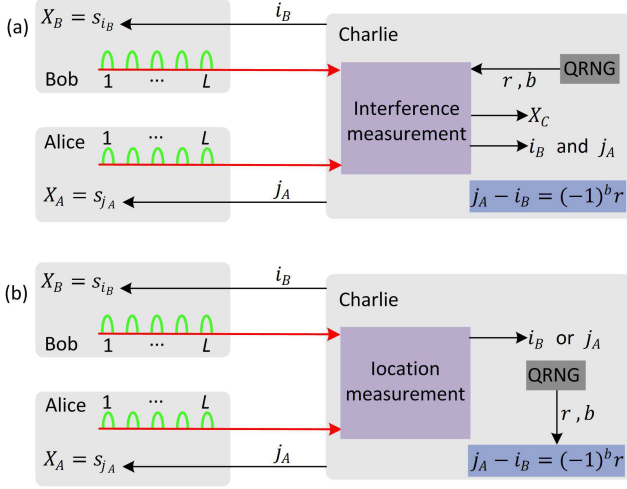 (a)
X_B = s_{i_B}
i_B
Bob
1 ... L
Alice
1 ... L
X_A = s_{j_A}
j_A
Charlie
Interference
measurement
QRNG
r , b
X_C
i_B and j_A
j_A − i_B = (−1)^b r
(b)
X_B = s_{i_B}
i_B
Bob
1 ... L
Alice
1 ... L
X_A = s_{j_A}
j_A
Charlie
location
measurement
i_B or j_A
QRNG
r , b
j_A − i_B = (−1)^b r